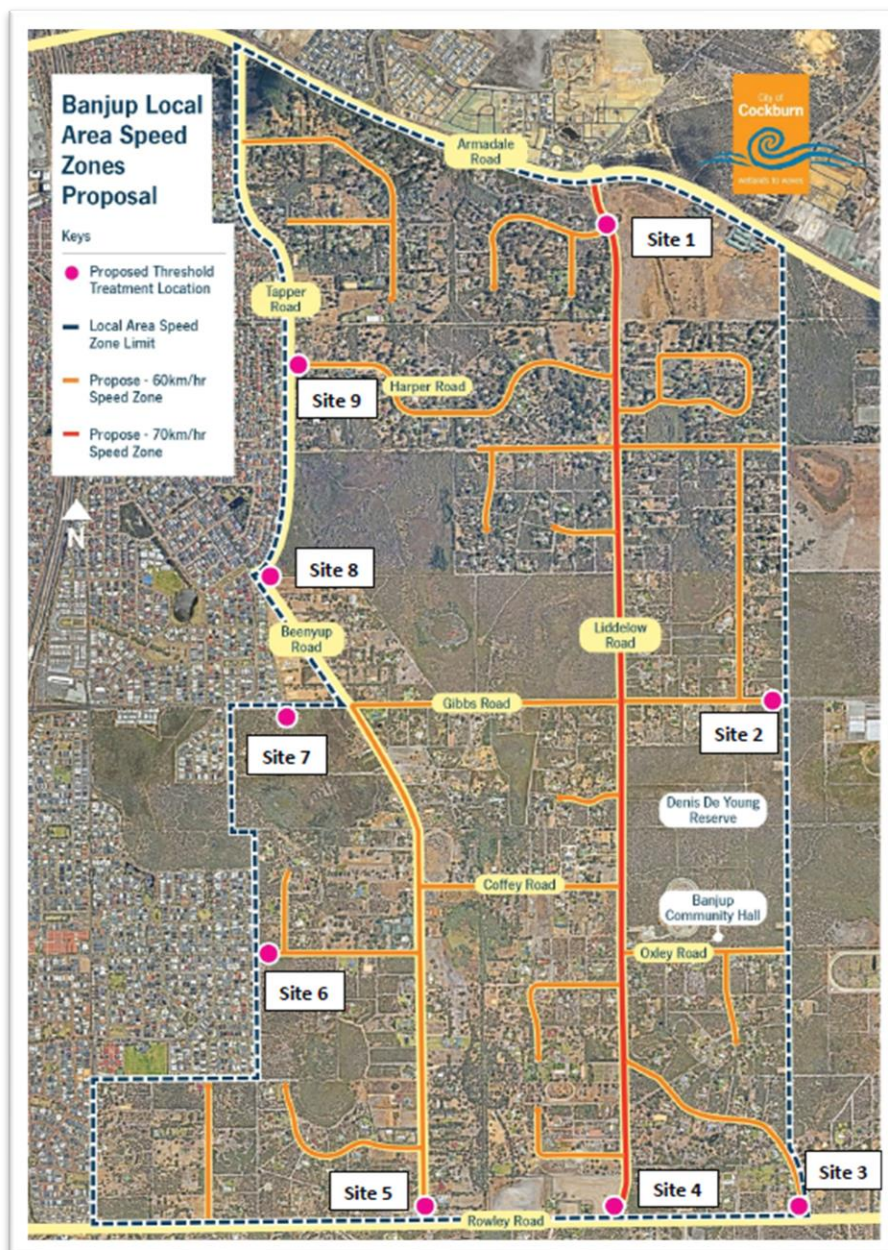 Banjup Local
Area Speed
Zones
Proposal
Keys
Proposed Threshold
Treatment Location
Local Area Speed
Zone Limit
Propose - 60km/hr
Speed Zone
Propose - 70km/hr
Speed Zone
N
City of
Cockburn
Wetlands to Waves
Armadale
Road
Site 1
Tapper
Road
Harper Road
Site 9
Site 8
Beenyup
Road
Liddelow
Road
Gibbs Road
Site 2
Site 7
Denis De Young
Reserve
Coffey Road
Banjup
Community Hall
Oxley Road
Site 6
Site 5
Site 4
Site 3
Rowley Road